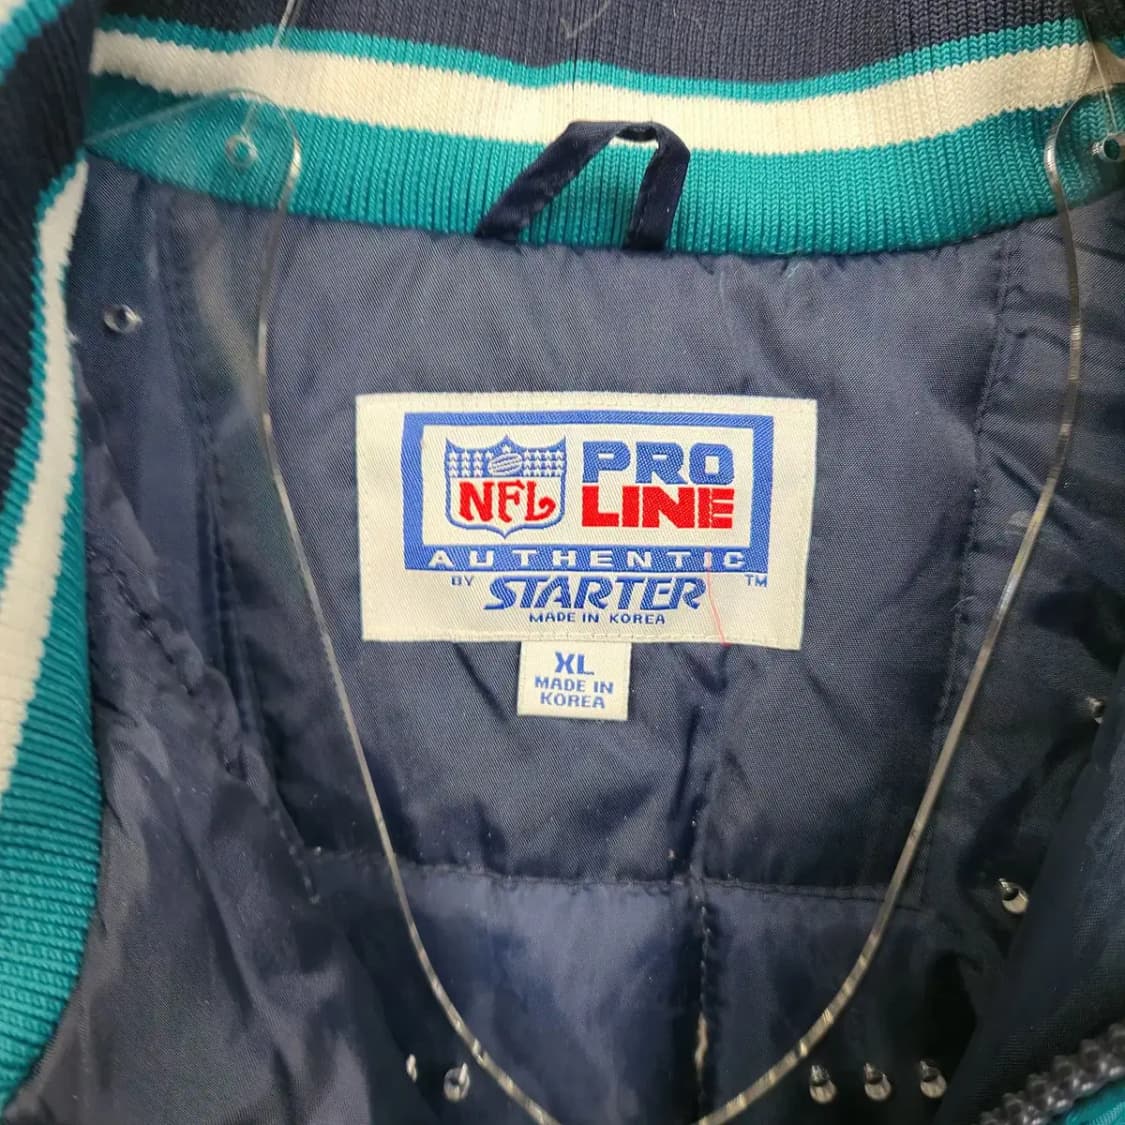 NFL
PRO
LINE
AUTHENTIC
BY STARTER TM
MADE IN KOREA
XL
MADE IN
KOREA